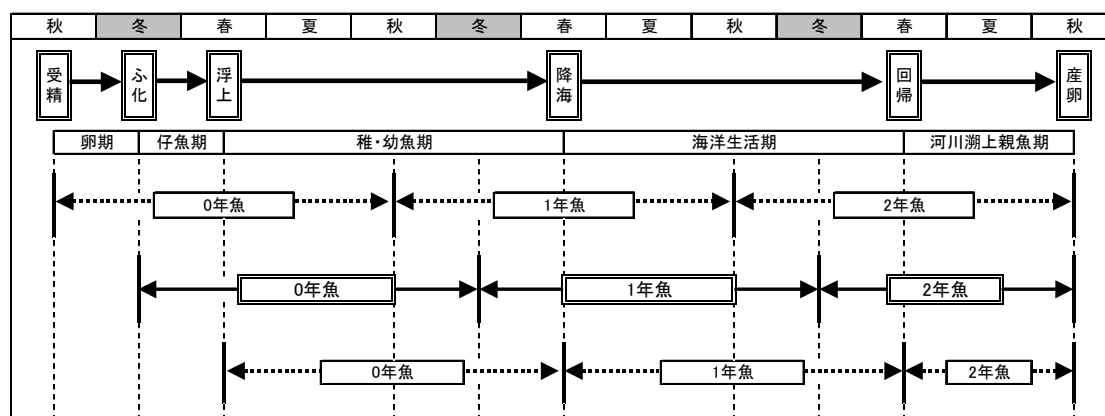 秋 冬 春 夏 秋 冬 春 夏 秋 冬 春 夏 秋
受精 ふ化 浮上 降海 回帰 産卵
卵期 仔魚期 稚・幼魚期 海洋生活期 河川溯上親魚期
0年魚 1年魚 2年魚
0年魚 1年魚 2年魚
0年魚 1年魚 2年魚